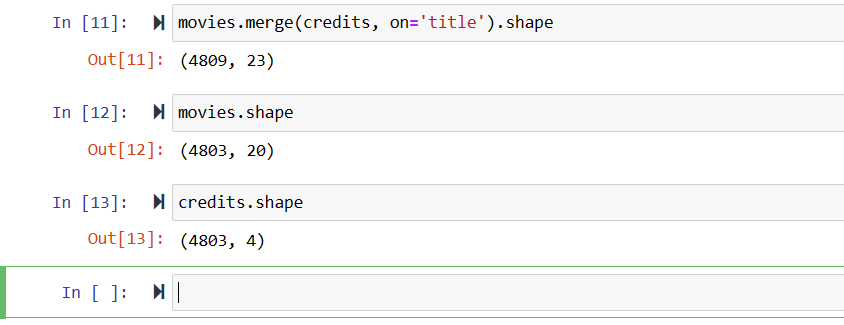 In [11]: movies.merge(credits, on='title').shape
Out[11]: (4809, 23)
In [12]: movies.shape
Out[12]: (4803, 20)
In [13]: credits.shape
Out[13]: (4803, 4)
In [ ]: